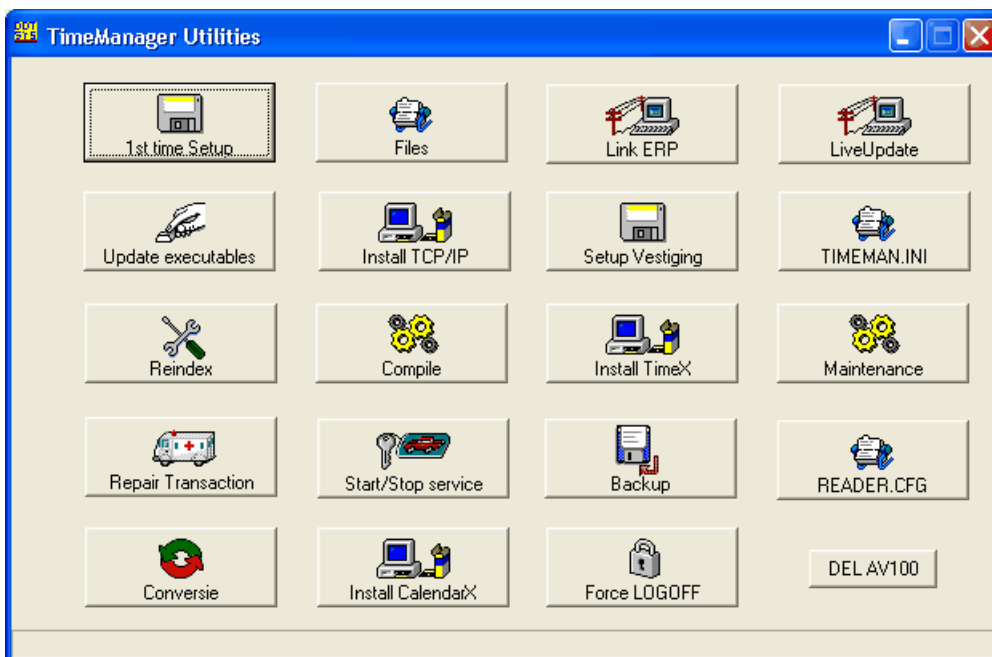 TimeManager Utilities
1st time Setup
Files
Link ERP
LiveUpdate
Update executables
Install TCP/IP
Setup Vestiging
TIMEMAN.INI
Reindex
Compile
Install TimeX
Maintenance
Repair Transaction
Start/Stop service
Backup
READER.CFG
Conversie
Install CalendarX
Force LOGOFF
DEL AV100